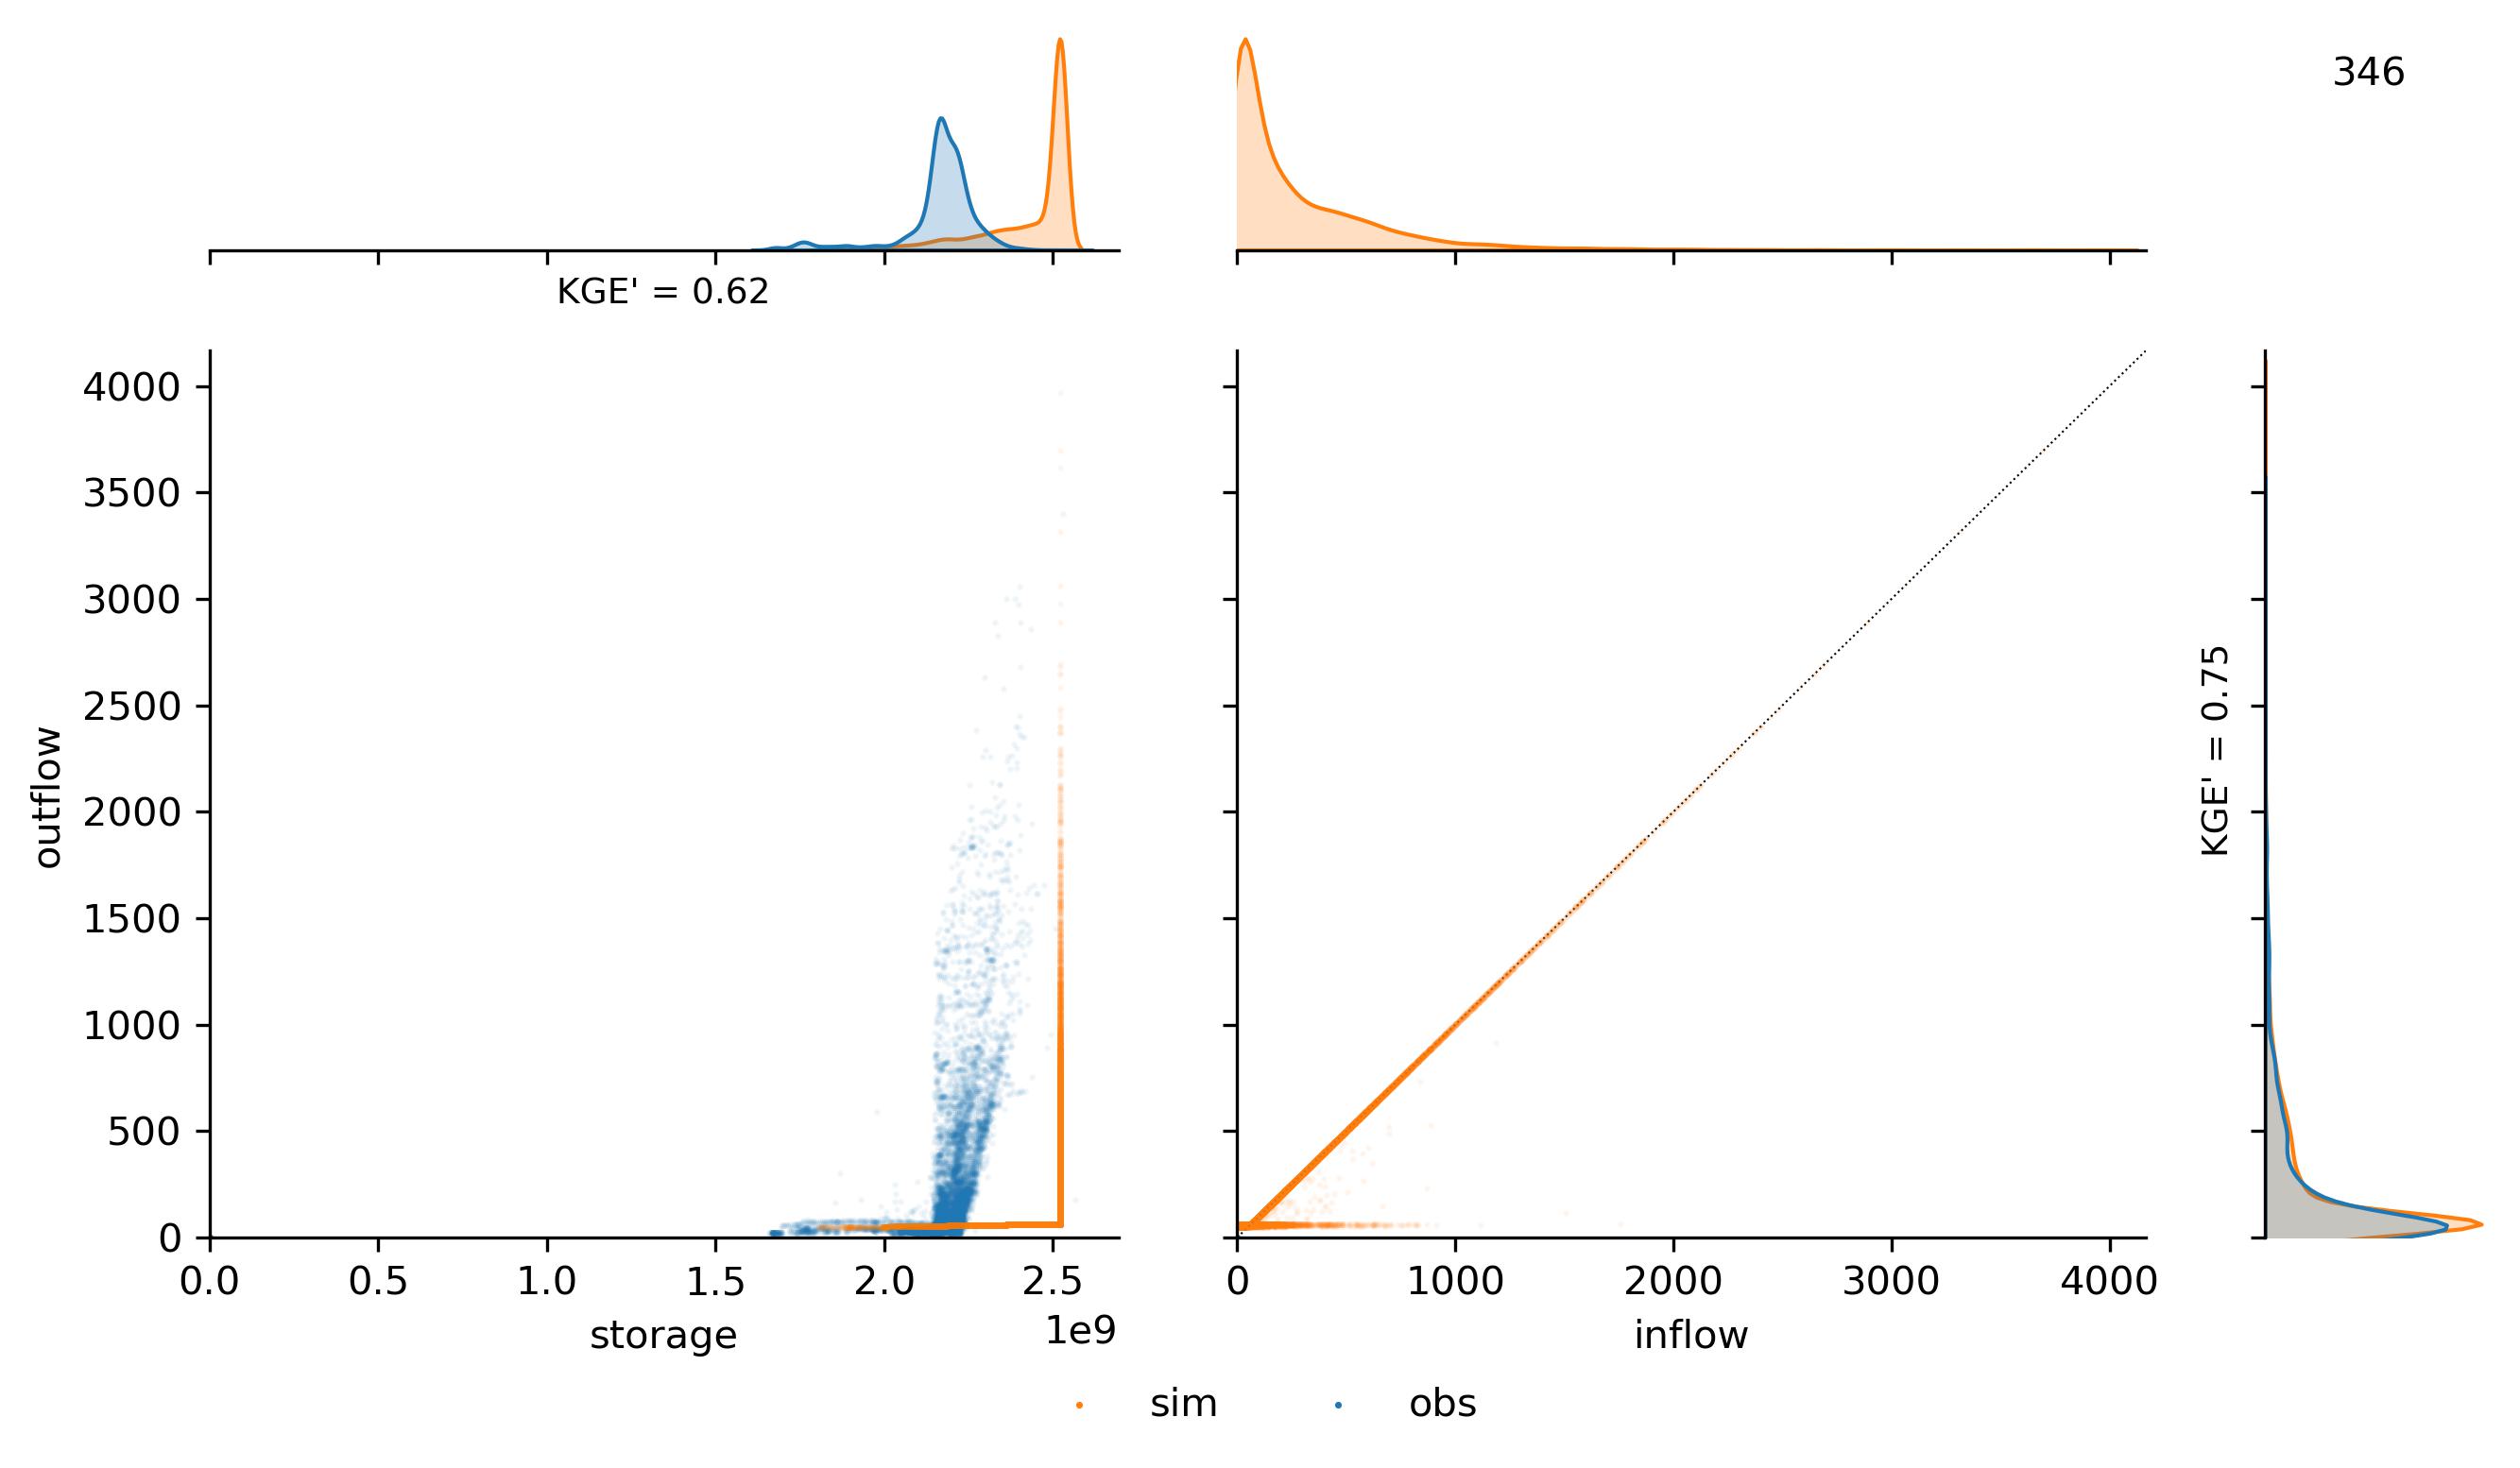 346
KGE' = 0.62
4000
3500
3000
2500
2000
1500
1000
500
0
outflow
0.0 0.5 1.0 1.5 2.0 2.5
1e9
storage
0 1000 2000 3000 4000
inflow
KGE' = 0.75
sim obs